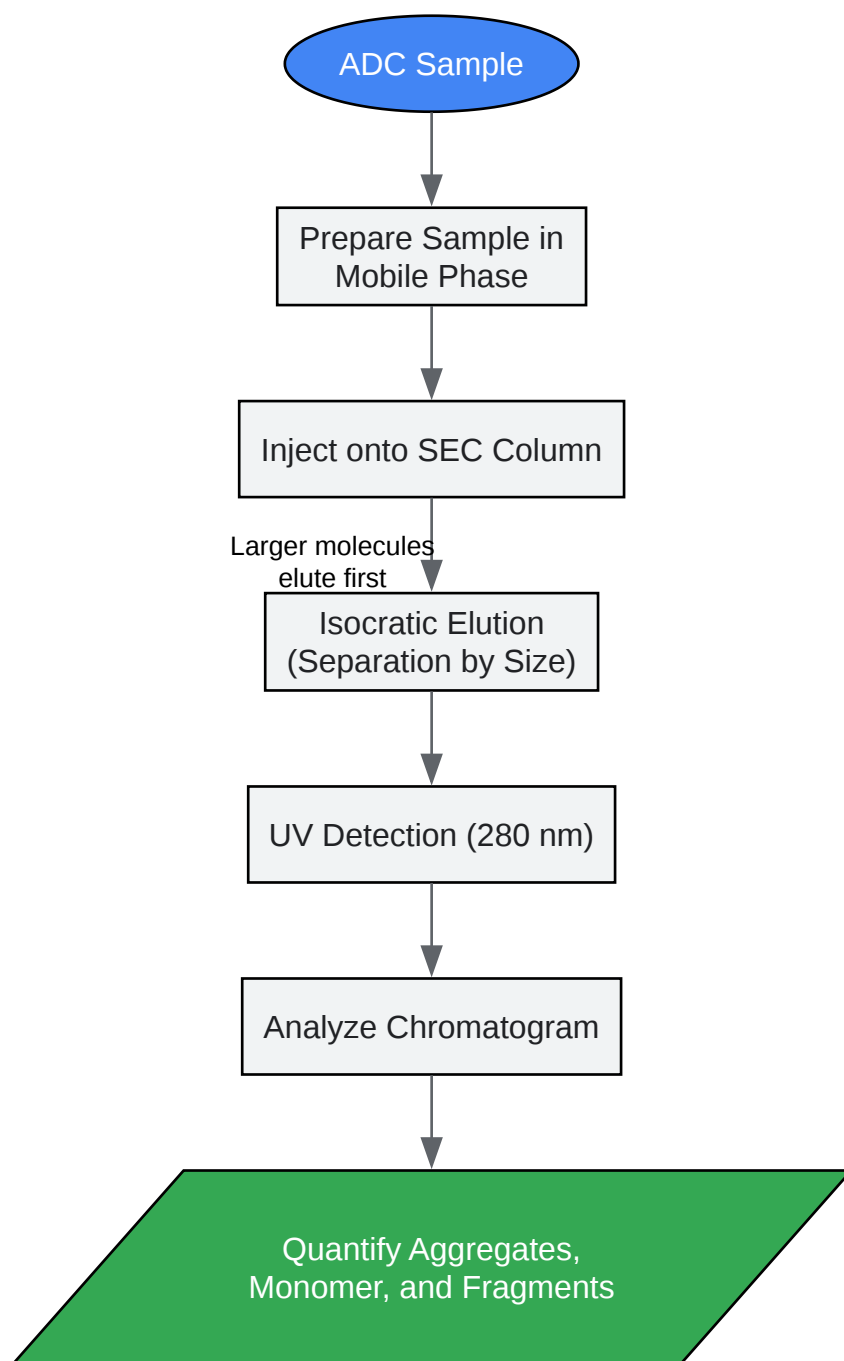 ADC Sample
Prepare Sample in
Mobile Phase
Inject onto SEC Column
Larger molecules
elute first
Isocratic Elution
(Separation by Size)
UV Detection (280 nm)
Analyze Chromatogram
Quantify Aggregates,
Monomer, and Fragments